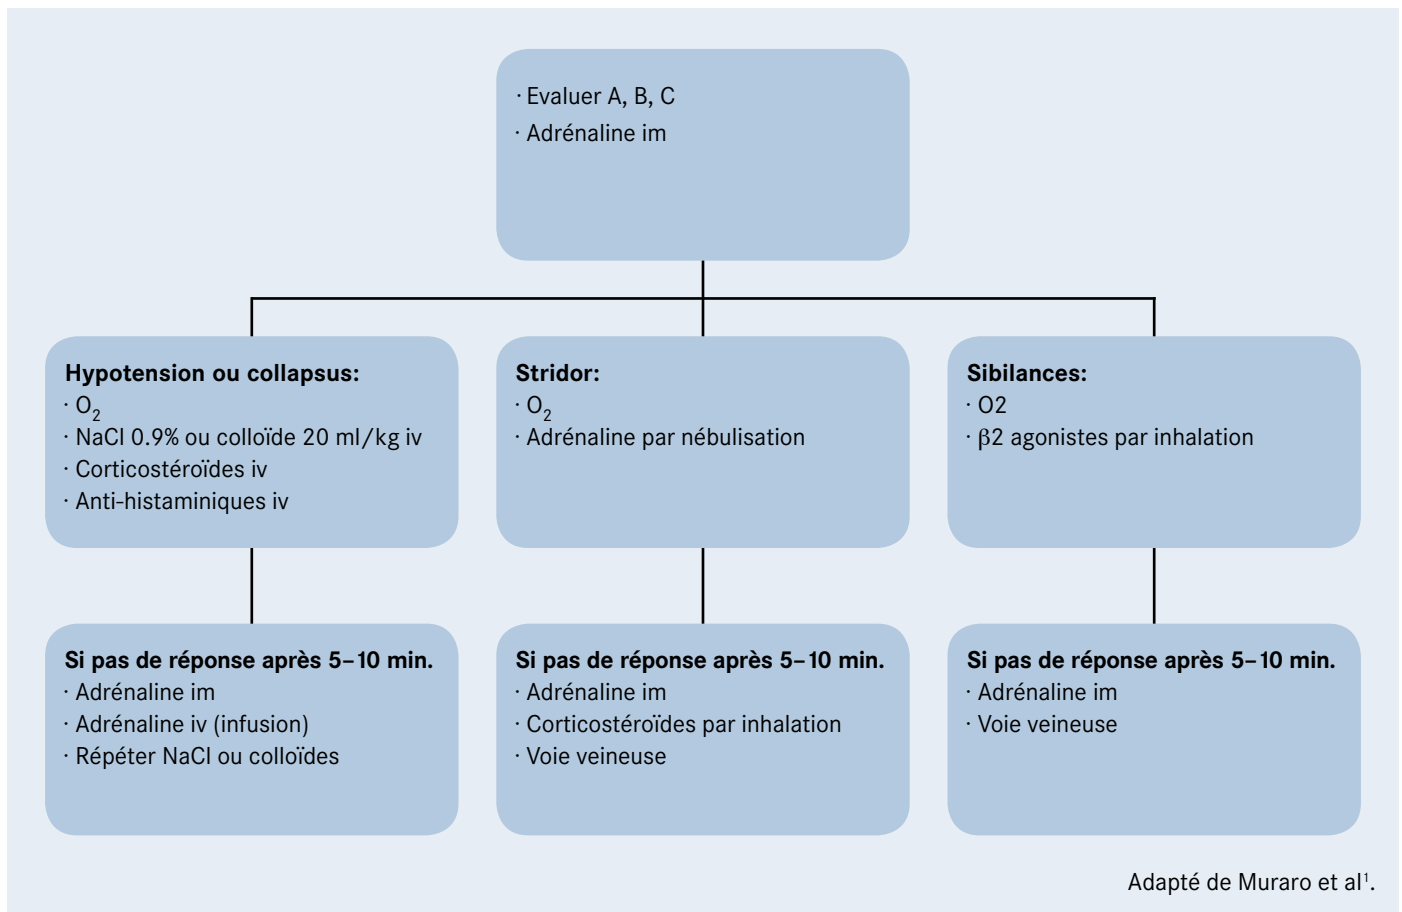 · Evaluer A, B, C
· Adrénaline im
Hypotension ou collapsus:
· O₂
· NaCl 0.9% ou colloïde 20 ml/kg iv
· Corticostéroïdes iv
· Anti-histaminiques iv
Stridor:
· O₂
· Adrénaline par nébulisation
Sibilances:
· O2
· β2 agonistes par inhalation
Si pas de réponse après 5–10 min.
· Adrénaline im
· Adrénaline iv (infusion)
· Répéter NaCl ou colloïdes
Si pas de réponse après 5–10 min.
· Adrénaline im
· Corticostéroïdes par inhalation
· Voie veineuse
Si pas de réponse après 5–10 min.
· Adrénaline im
· Voie veineuse
Adapté de Muraro et al¹.